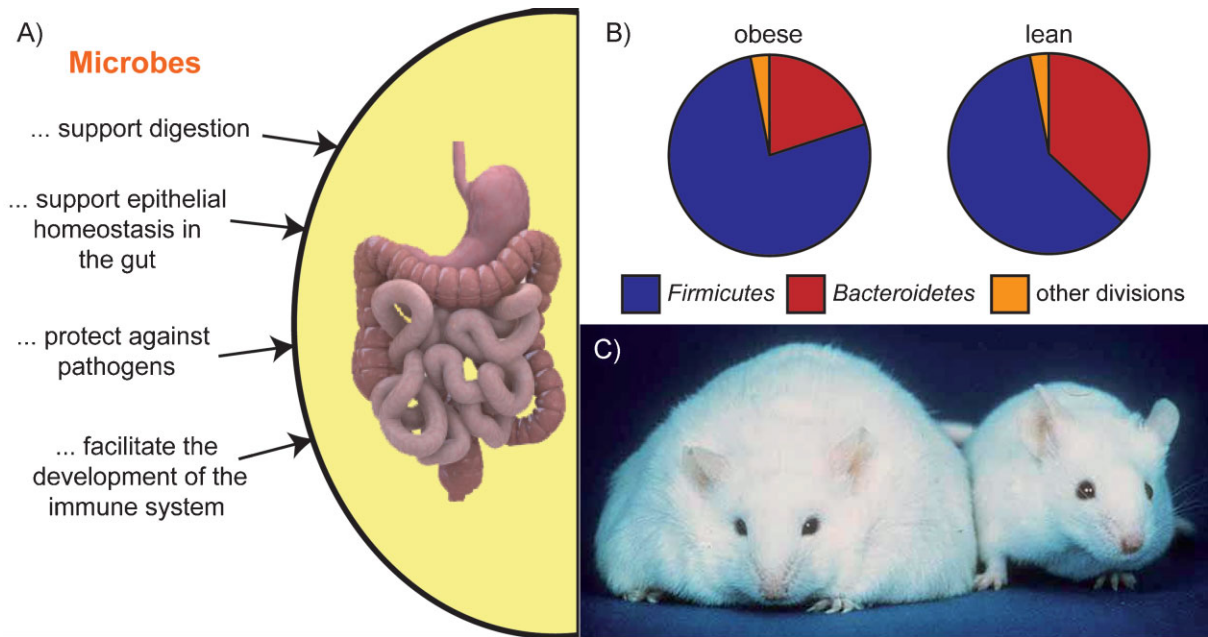 A)
Microbes
... support digestion
... support epithelial
homeostasis in
the gut
... protect against
pathogens
... facilitate the
development of the
immune system
B)
obese
lean
Firmicutes
Bacteroidetes
other divisions
C)